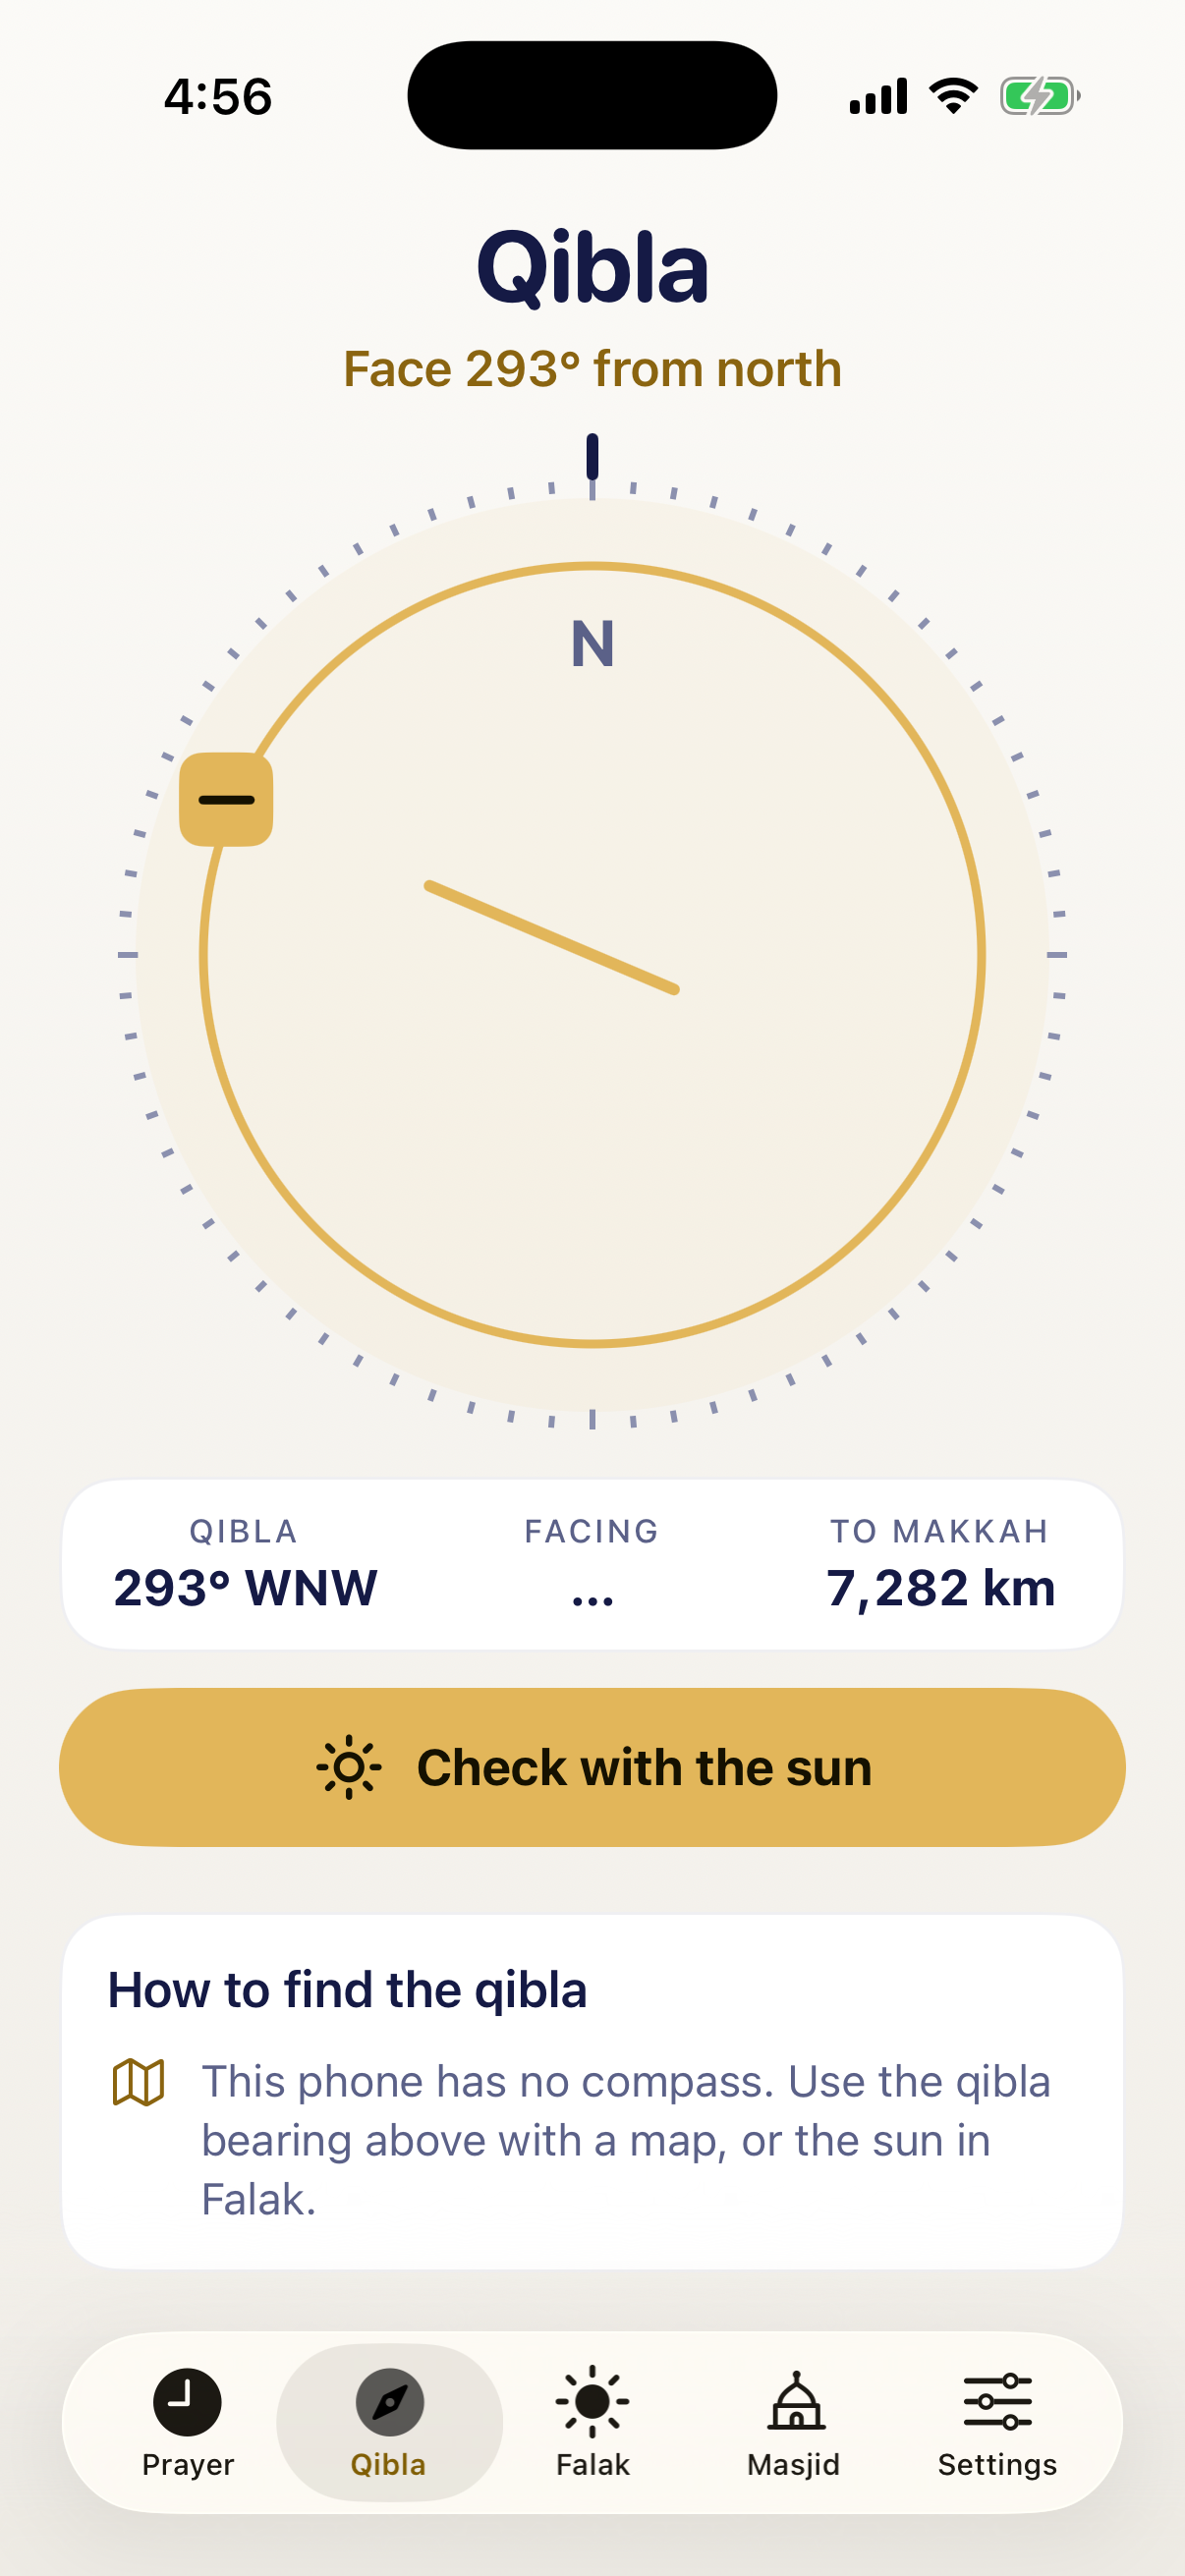 4:56
Qibla
Face 293° from north
N
QIBLA
293° WNW
FACING
...
TO MAKKAH
7,282 km
Check with the sun
How to find the qibla
This phone has no compass. Use the qibla
bearing above with a map, or the sun in
Falak.
Prayer
Qibla
Falak
Masjid
Settings